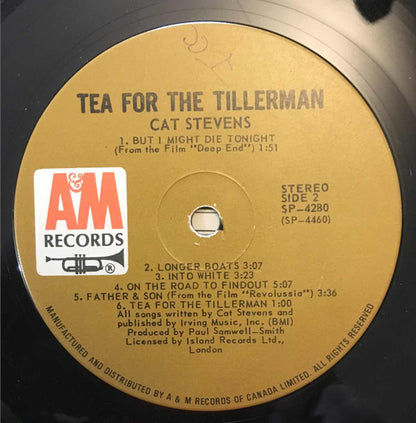 TEA FOR THE TILLERMAN
CAT STEVENS
1. BUT I MIGHT DIE TONIGHT
(From the Film "Deep End") 1:51
A&M
RECORDS
®
STEREO
SIDE 2
SP-4280
(SP-4460)
2. LONGER BOATS 3:07
3. INTO WHITE 3:23
4. ON THE ROAD TO FINDOUT 5:07
5. FATHER & SON (From the Film "Revolussia") 3:36
6. TEA FOR THE TILLERMAN 1:00
All songs written by Cat Stevens and
published by Irving Music, Inc. (BMI)
Produced by Paul Samwell-Smith
Licensed by Island Records Ltd.,
London
MANUFACTURED AND DISTRIBUTED BY A & M RECORDS OF CANADA LIMITED. ALL RIGHTS RESERVED.